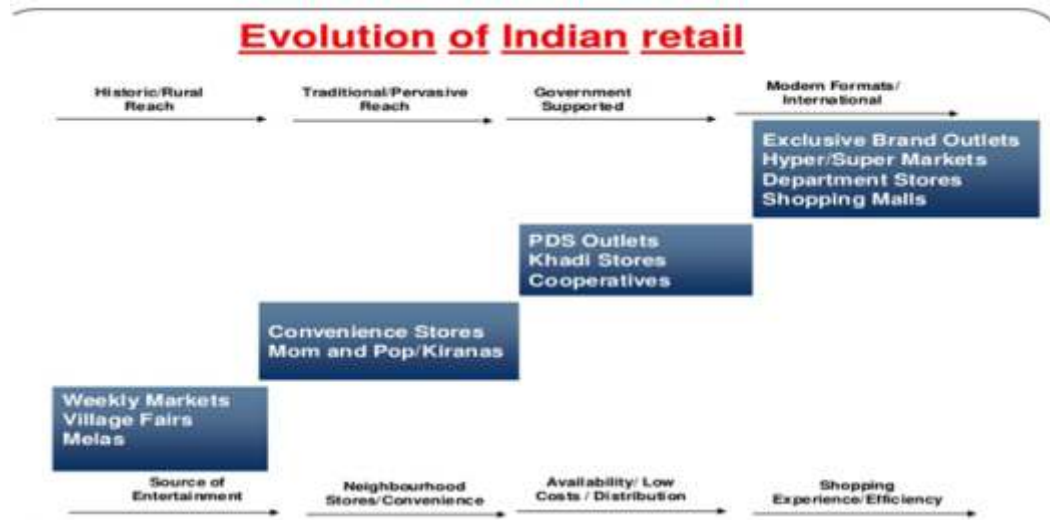 Evolution of Indian retail
Historic/Rural
Reach
Traditional/Pervasive
Reach
Government
Supported
Modern Formats/
International
Exclusive Brand Outlets
Hyper/Super Markets
Department Stores
Shopping Malls
PDS Outlets
Khadi Stores
Cooperatives
Convenience Stores
Mom and Pop/Kiranas
Weekly Markets
Village Fairs
Melas
Source of
Entertainment
Neighbourhood
Stores/Convenience
Availability/ Low
Costs / Distribution
Shopping
Experience/Efficiency